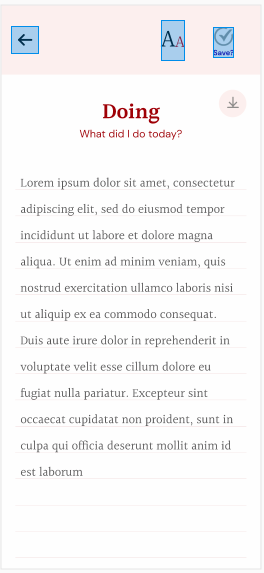 AA
Save?
Doing
What did I do today?
Lorem ipsum dolor sit amet, consectetur
adipiscing elit, sed do eiusmod tempor
incididunt ut labore et dolore magna
aliqua. Ut enim ad minim veniam, quis
nostrud exercitation ullamco laboris nisi
ut aliquip ex ea commodo consequat.
Duis aute irure dolor in reprehenderit in
voluptate velit esse cillum dolore eu
fugiat nulla pariatur. Excepteur sint
occaecat cupidatat non proident, sunt in
culpa qui officia deserunt mollit anim id
est laborum